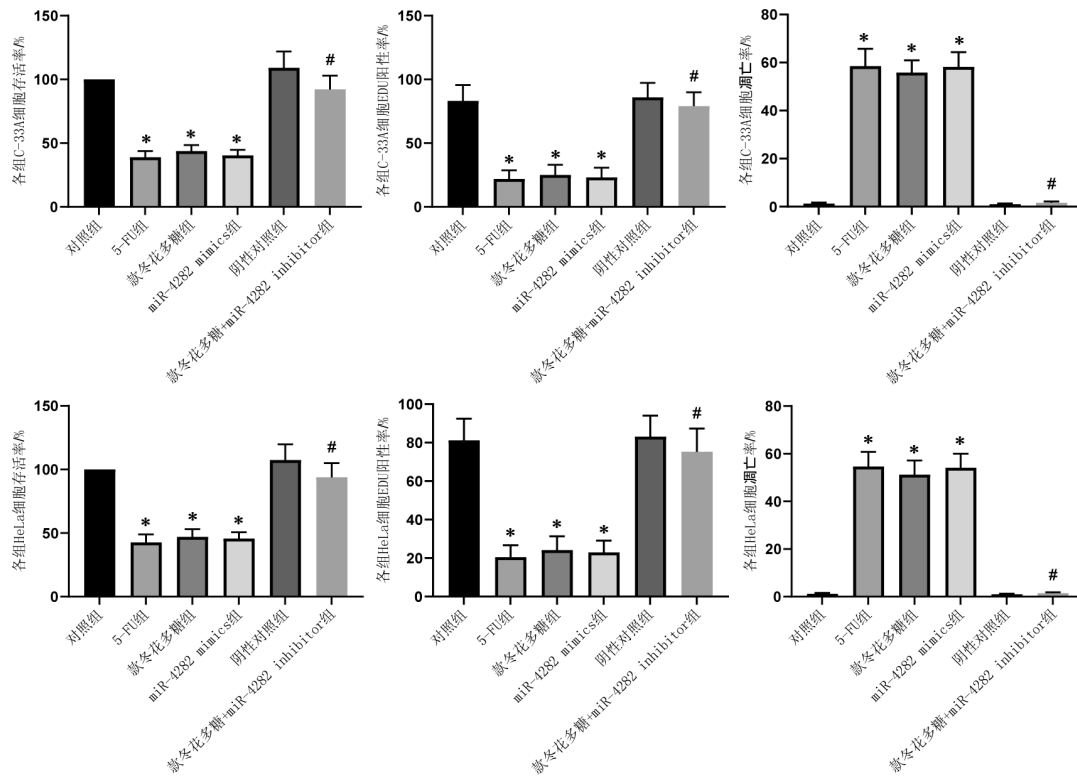 各组C-33A细胞存活率/%
150
100
50
0
*
*
*
#
对照组
5-FU组
款冬花多糖组
miR-4282 mimics组
阴性对照组
款冬花多糖+miR-4282 inhibitor组
各组C-33A细胞EDU阳性率/%
150
100
50
0
*
*
*
#
对照组
5-FU组
款冬花多糖组
miR-4282 mimics组
阴性对照组
款冬花多糖+miR-4282 inhibitor组
各组C-33A细胞凋亡率/%
80
60
40
20
0
*
*
*
#
对照组
5-FU组
款冬花多糖组
miR-4282 mimics组
阴性对照组
款冬花多糖+miR-4282 inhibitor组
各组HeLa细胞存活率/%
150
100
50
0
*
*
*
#
对照组
5-FU组
款冬花多糖组
miR-4282 mimics组
阴性对照组
款冬花多糖+miR-4282 inhibitor组
各组HeLa细胞EDU阳性率/%
100
80
60
40
20
0
*
*
*
#
对照组
5-FU组
款冬花多糖组
miR-4282 mimics组
阴性对照组
款冬花多糖+miR-4282 inhibitor组
各组HeLa细胞凋亡率/%
80
60
40
20
0
*
*
*
#
对照组
5-FU组
款冬花多糖组
miR-4282 mimics组
阴性对照组
款冬花多糖+miR-4282 inhibitor组